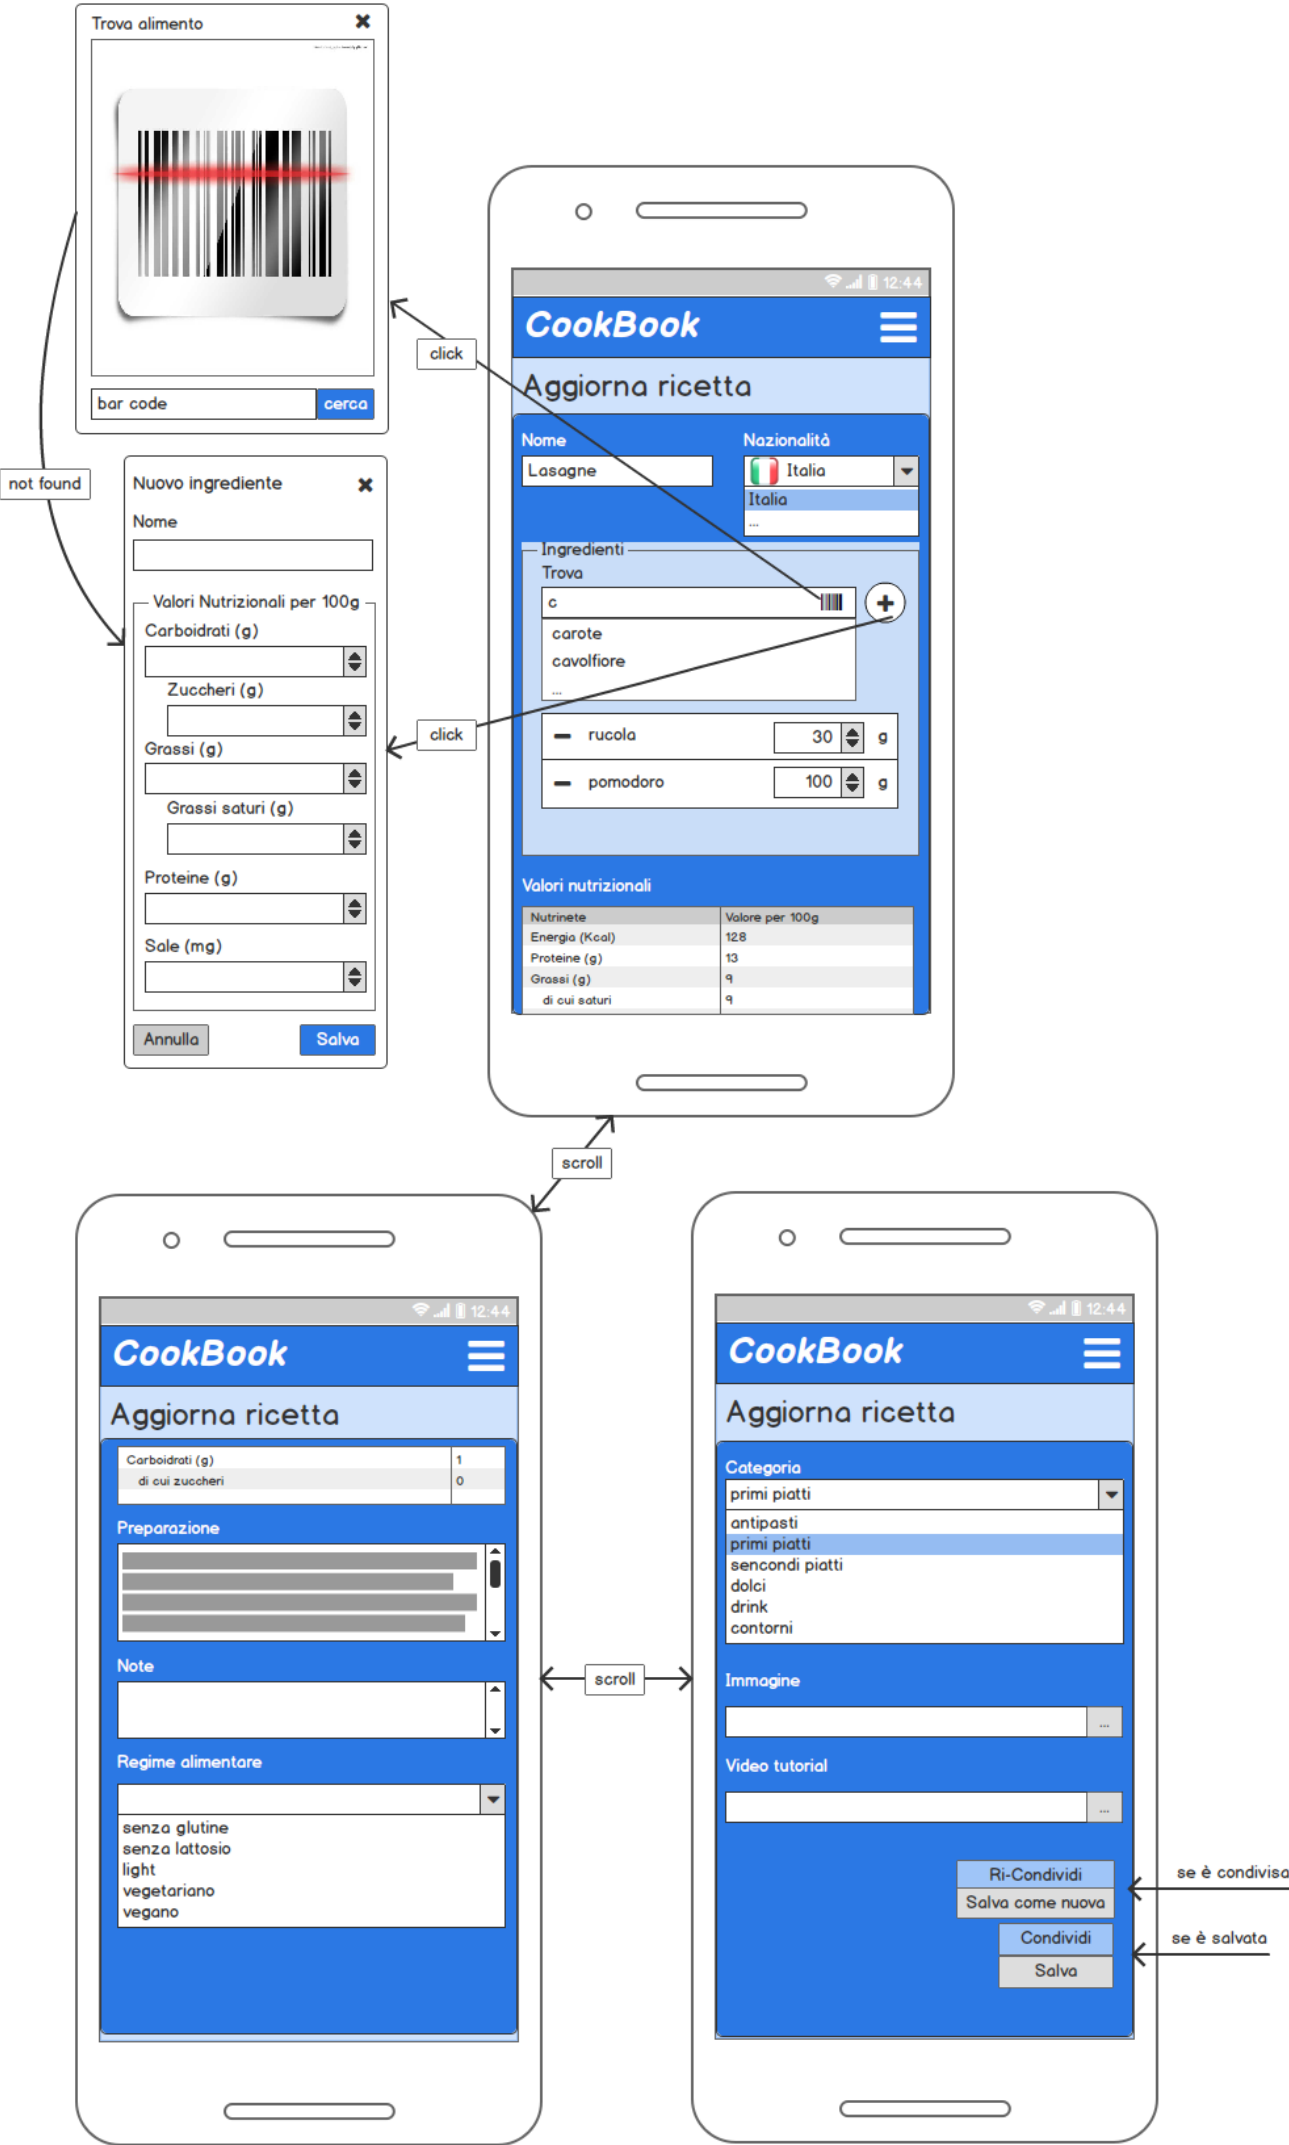 Trova alimento
bar code
cerca
not found
Nuovo ingrediente
Nome
Valori Nutrizionali per 100g
Carboidrati (g)
Zuccheri (g)
Grassi (g)
Grassi saturi (g)
Proteine (g)
Sale (mg)
Annulla
Salva
click
click
12:44
CookBook
Aggiorna ricetta
Nome
Nazionalità
Lasagne
Italia
Italia
...
Ingredienti
Trova
c
carote
cavolfiore
...
rucola 30 g
pomodoro 100 g
Valori nutrizionali
Nutrinete Valore per 100g
Energia (Kcal) 128
Proteine (g) 13
Grassi (g) 9
di cui saturi 9
scroll
12:44
CookBook
Aggiorna ricetta
Carboidrati (g) 1
di cui zuccheri 0
Preparazione
Note
Regime alimentare
senza glutine
senza lattosio
light
vegetariano
vegano
scroll
12:44
CookBook
Aggiorna ricetta
Categoria
primi piatti
antipasti
primi piatti
sencondi piatti
dolci
drink
contorni
Immagine
...
Video tutorial
...
Ri-Condividi
Salva come nuova
Condividi
Salva
se è condivisa
se è salvata